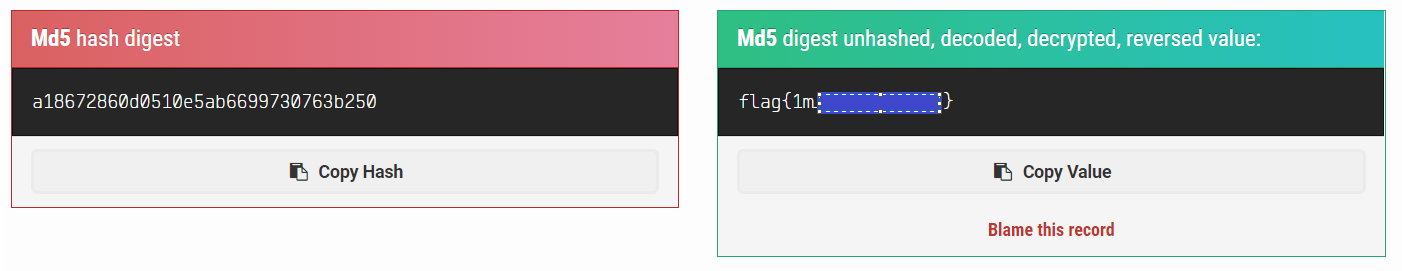 Md5 hash digest
a18672860d0510e5ab6699730763b250
Copy Hash
Md5 digest unhashed, decoded, decrypted, reversed value:
flag{1m }
Copy Value
Blame this record